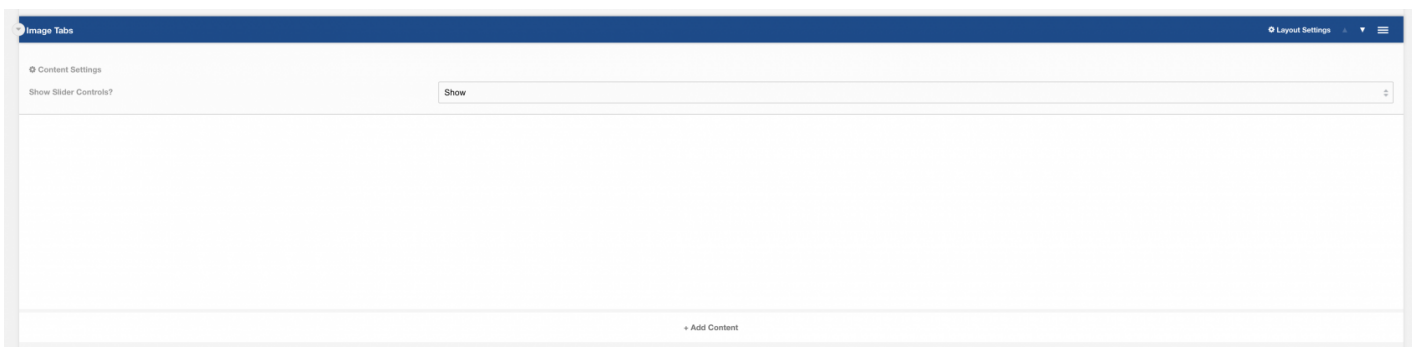 Image Tabs
Layout Settings
Content Settings
Show Slider Controls?
Show
+ Add Content